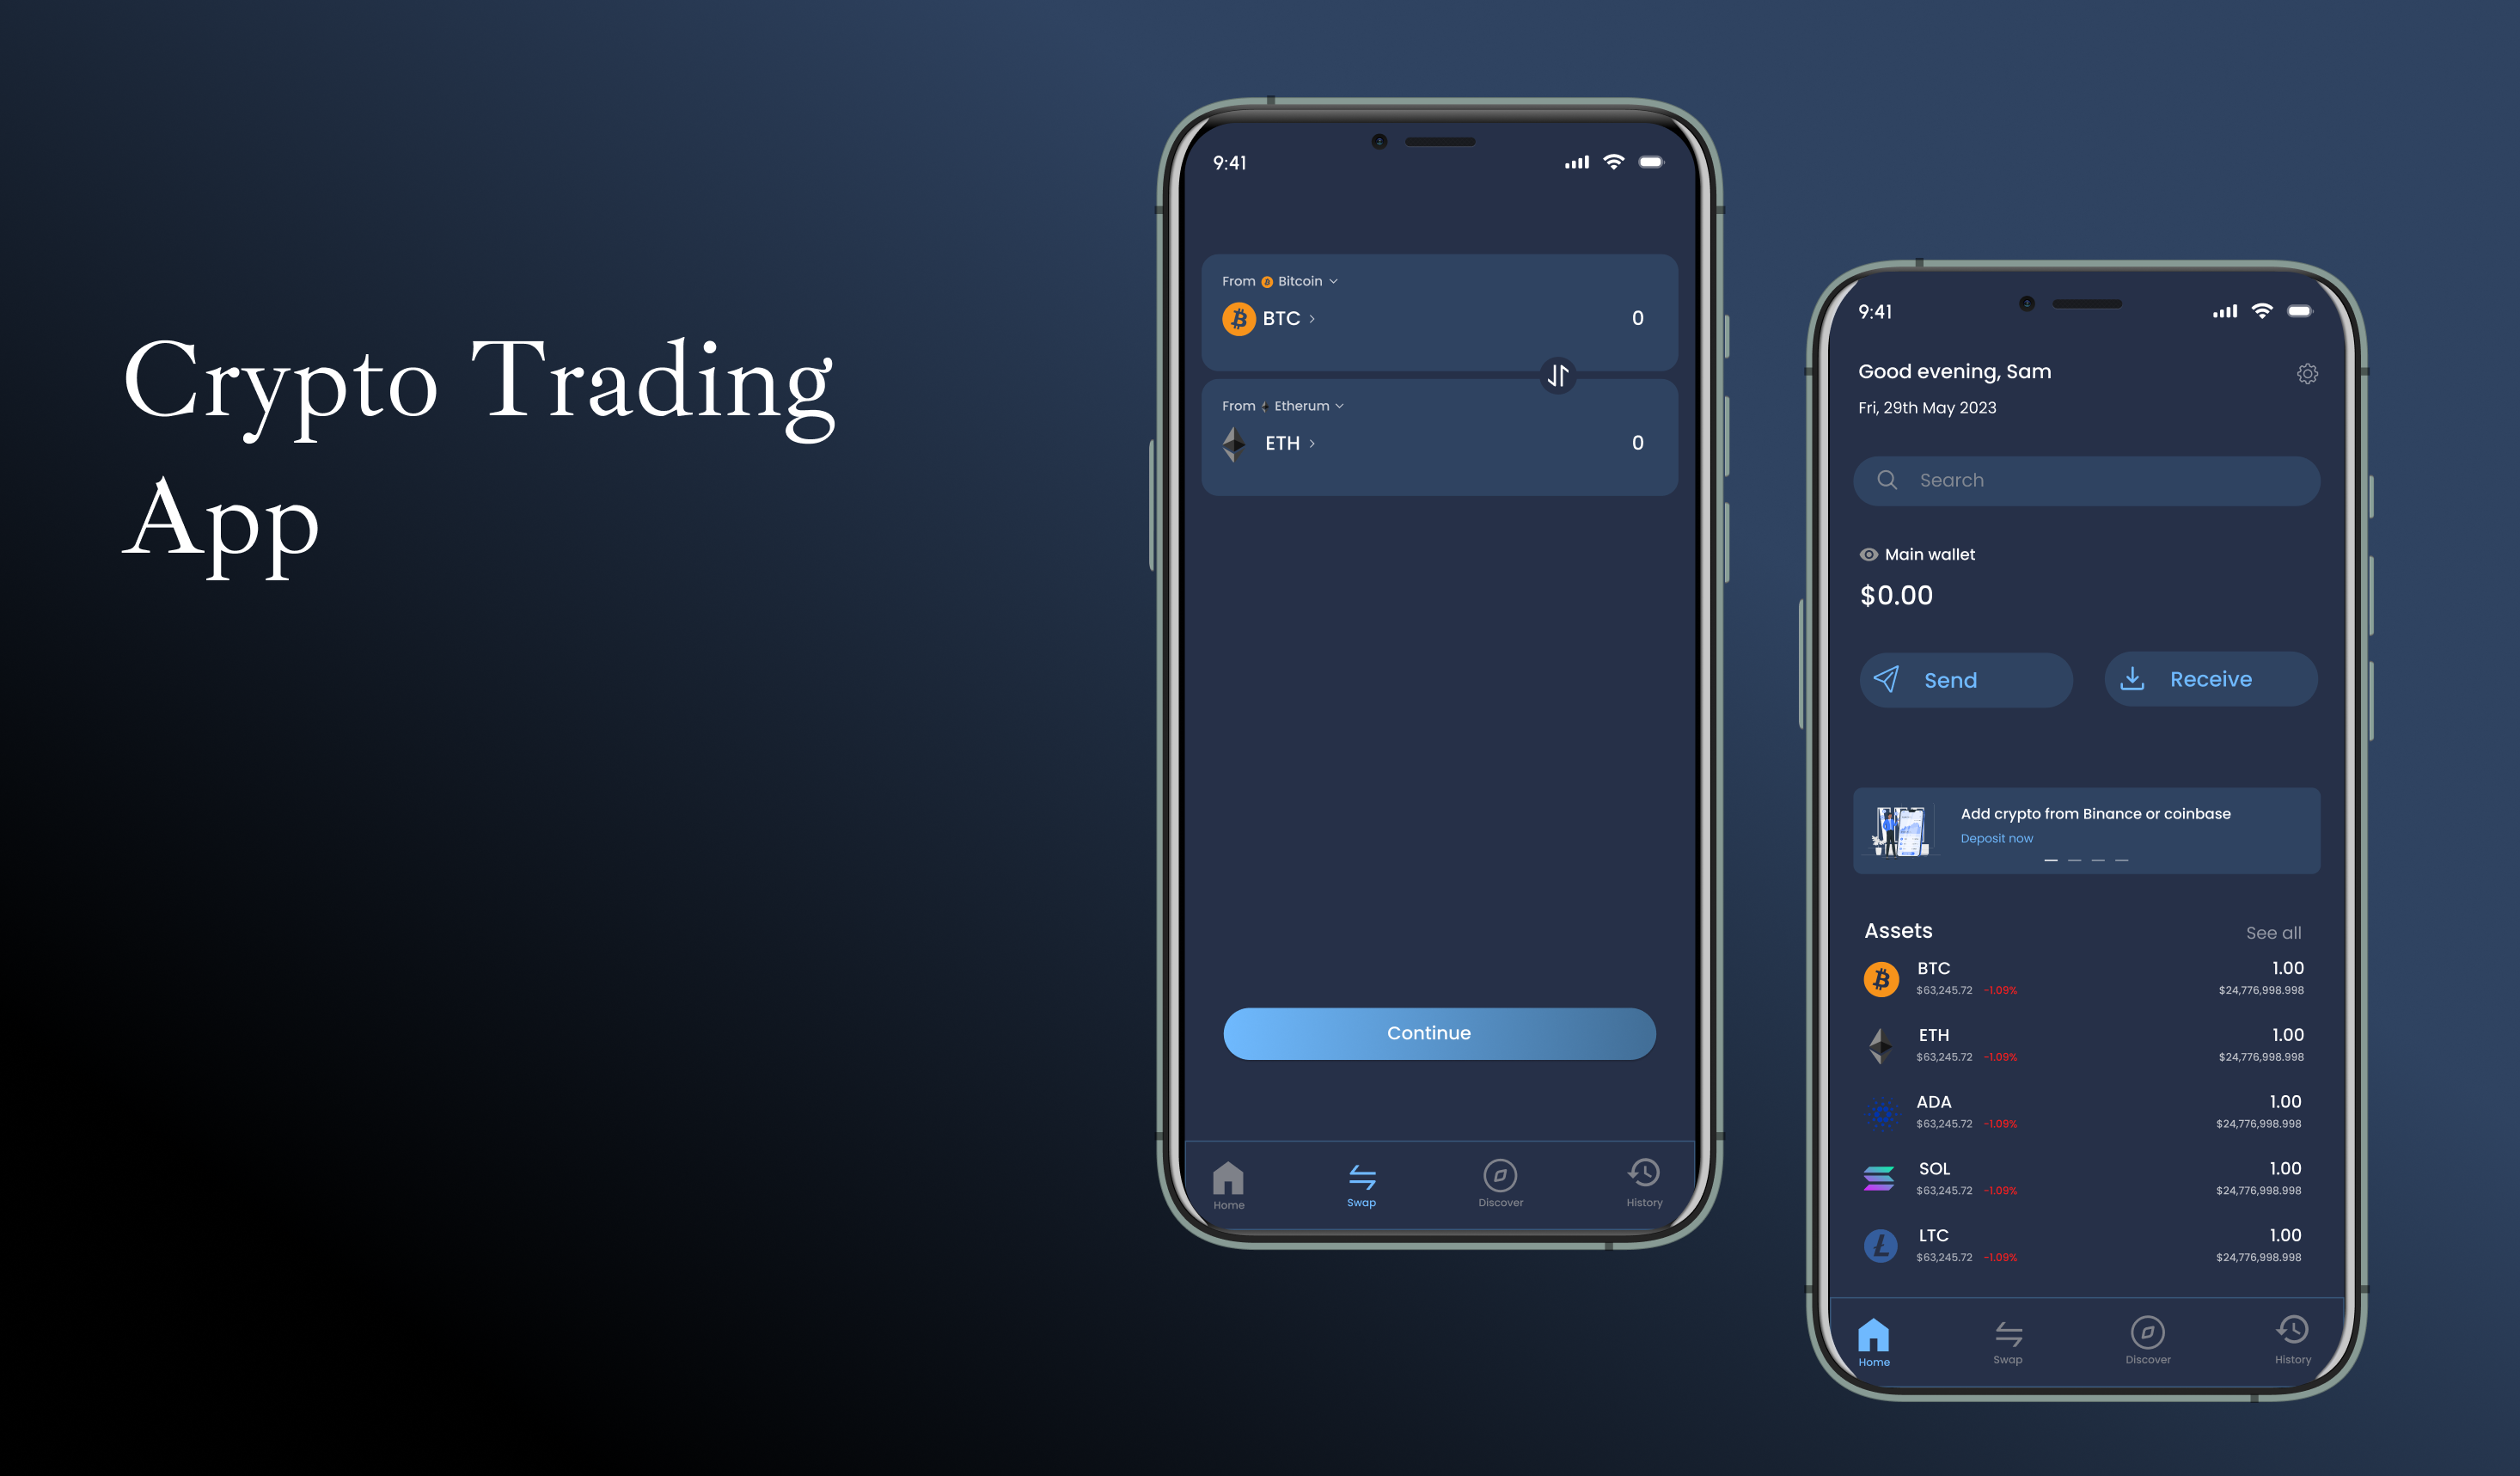 Crypto Trading
App
9:41
From Bitcoin
BTC
0
From Etherum
ETH
0
Continue
Home
Swap
Discover
History
9:41
Good evening, Sam
Fri, 29th May 2023
Search
Main wallet
$0.00
Send
Receive
Add crypto from Binance or coinbase
Deposit now
Assets
See all
BTC
1.00
$63,245.72 -1.09%
$24,776,998.998
ETH
1.00
$63,245.72 -1.09%
$24,776,998.998
ADA
1.00
$63,245.72 -1.09%
$24,776,998.998
SOL
1.00
$63,245.72 -1.09%
$24,776,998.998
LTC
1.00
$63,245.72 -1.09%
$24,776,998.998
Home
Swap
Discover
History